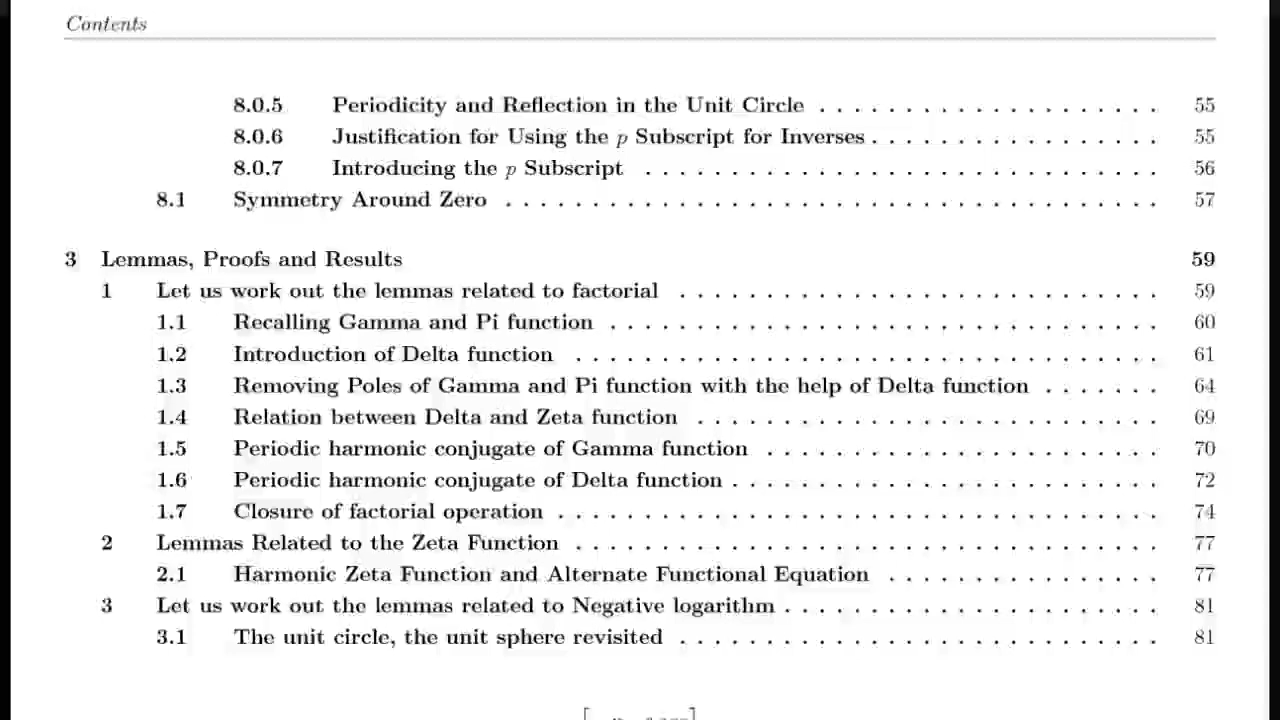 Contents
8.0.5 Periodicity and Reflection in the Unit Circle . . . . . . . . . . . . . . . . . . . . 55
8.0.6 Justification for Using the p Subscript for Inverses . . . . . . . . . . . . . . . . . 55
8.0.7 Introducing the p Subscript . . . . . . . . . . . . . . . . . . . . . . . . . . . . . . 56
8.1 Symmetry Around Zero . . . . . . . . . . . . . . . . . . . . . . . . . . . . . . . . . . . . . . 57
3 Lemmas, Proofs and Results 59
1 Let us work out the lemmas related to factorial . . . . . . . . . . . . . . . . . . . . . . . . . . . . 59
1.1 Recalling Gamma and Pi function . . . . . . . . . . . . . . . . . . . . . . . . . . . . . . . . 60
1.2 Introduction of Delta function . . . . . . . . . . . . . . . . . . . . . . . . . . . . . . . . . . 61
1.3 Removing Poles of Gamma and Pi function with the help of Delta function . . . . . . . 64
1.4 Relation between Delta and Zeta function . . . . . . . . . . . . . . . . . . . . . . . . . . . 69
1.5 Periodic harmonic conjugate of Gamma function . . . . . . . . . . . . . . . . . . . . . . . 70
1.6 Periodic harmonic conjugate of Delta function . . . . . . . . . . . . . . . . . . . . . . . . . 72
1.7 Closure of factorial operation . . . . . . . . . . . . . . . . . . . . . . . . . . . . . . . . . . . 74
2 Lemmas Related to the Zeta Function . . . . . . . . . . . . . . . . . . . . . . . . . . . . . . . . . . 77
2.1 Harmonic Zeta Function and Alternate Functional Equation . . . . . . . . . . . . . . . . 77
3 Let us work out the lemmas related to Negative logarithm . . . . . . . . . . . . . . . . . . . . . . 81
3.1 The unit circle, the unit sphere revisited . . . . . . . . . . . . . . . . . . . . . . . . . . . . 81